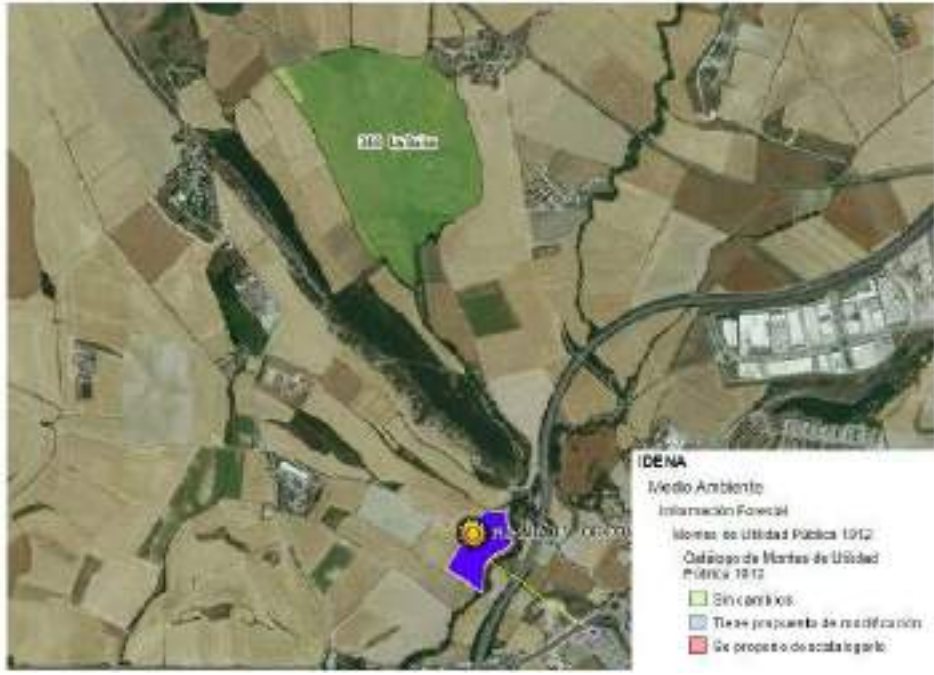 IDENA
Medio Ambiente
Información Forestal
Montes de Utilidad Pública 1912
Catálogo de Montes de Utilidad
Pública 1912
Sin cambios
Tiene propuesta de modificación
Se propone descatalogarlo